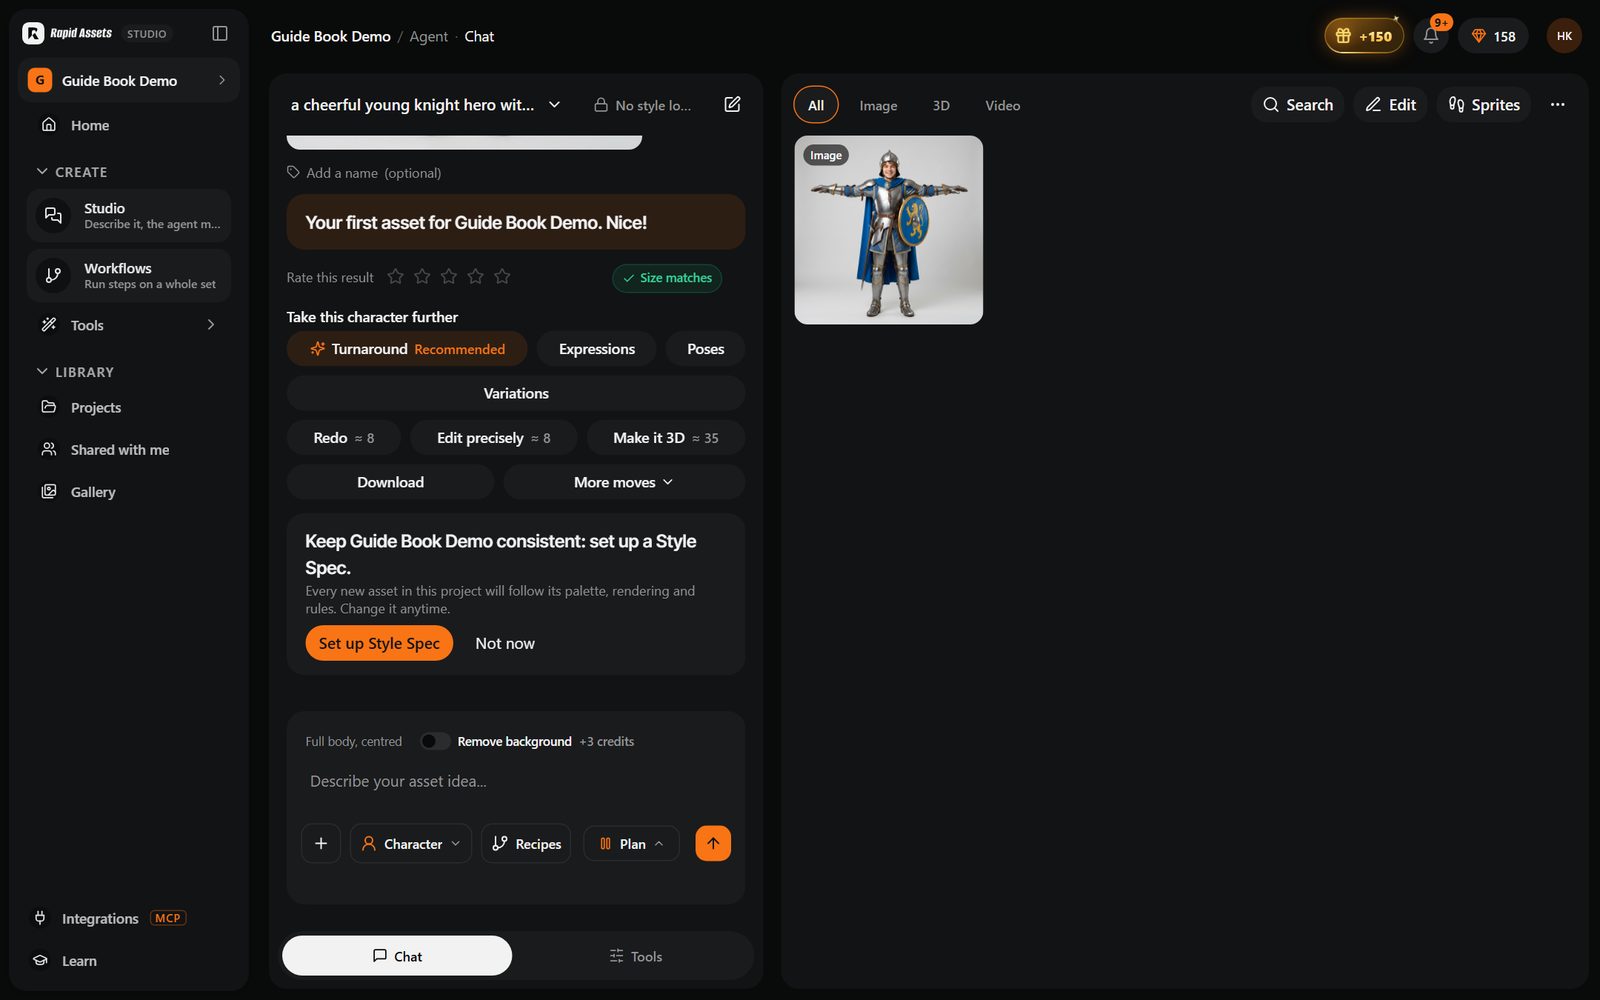 Rapid Assets STUDIO
G Guide Book Demo
Home
CREATE
Studio
Describe it, the agent m...
Workflows
Run steps on a whole set
Tools
LIBRARY
Projects
Shared with me
Gallery
Integrations MCP
Learn
Guide Book Demo / Agent · Chat
+150
9+
158
HK
a cheerful young knight hero wit...
No style lo...
Add a name (optional)
Your first asset for Guide Book Demo. Nice!
Rate this result
Size matches
Take this character further
Turnaround Recommended
Expressions
Poses
Variations
Redo ≈ 8
Edit precisely ≈ 8
Make it 3D ≈ 35
Download
More moves
Keep Guide Book Demo consistent: set up a Style
Spec.
Every new asset in this project will follow its palette, rendering and
rules. Change it anytime.
Set up Style Spec
Not now
Full body, centred
Remove background +3 credits
Describe your asset idea...
Character
Recipes
Plan
Chat
Tools
All
Image
3D
Video
Search
Edit
Sprites
Image